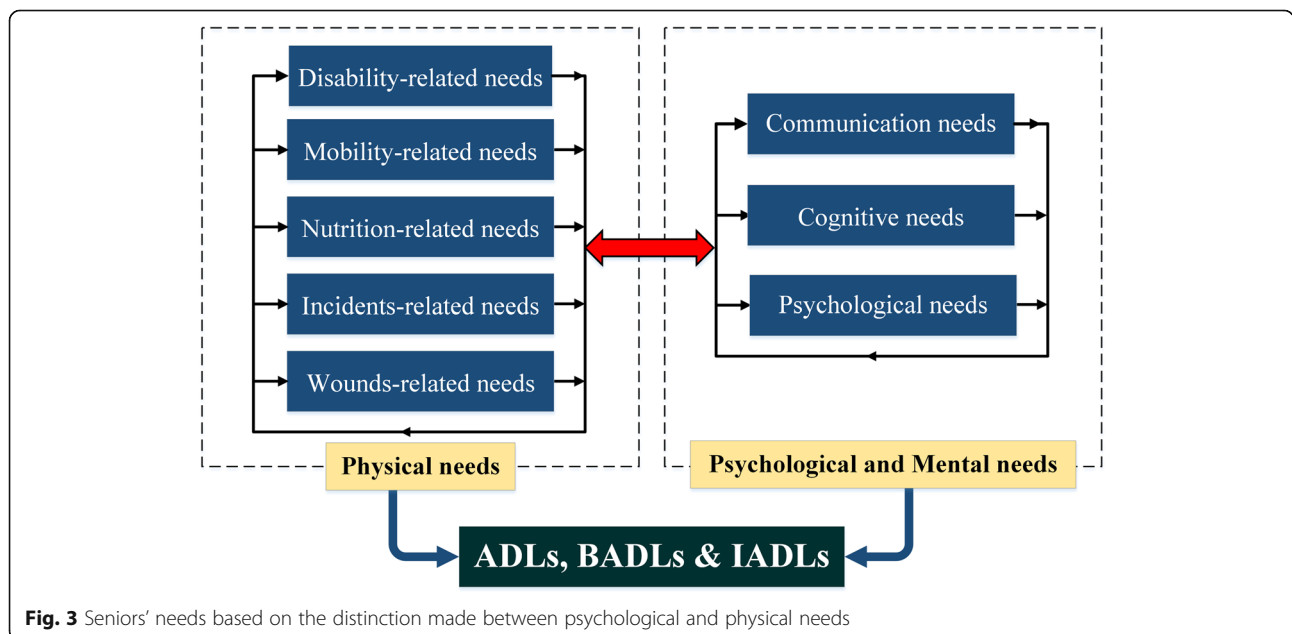 Disability-related needs
Mobility-related needs
Nutrition-related needs
Incidents-related needs
Wounds-related needs
Physical needs
Communication needs
Cognitive needs
Psychological needs
Psychological and Mental needs
ADLs, BADLs & IADLs
Fig. 3 Seniors’ needs based on the distinction made between psychological and physical needs